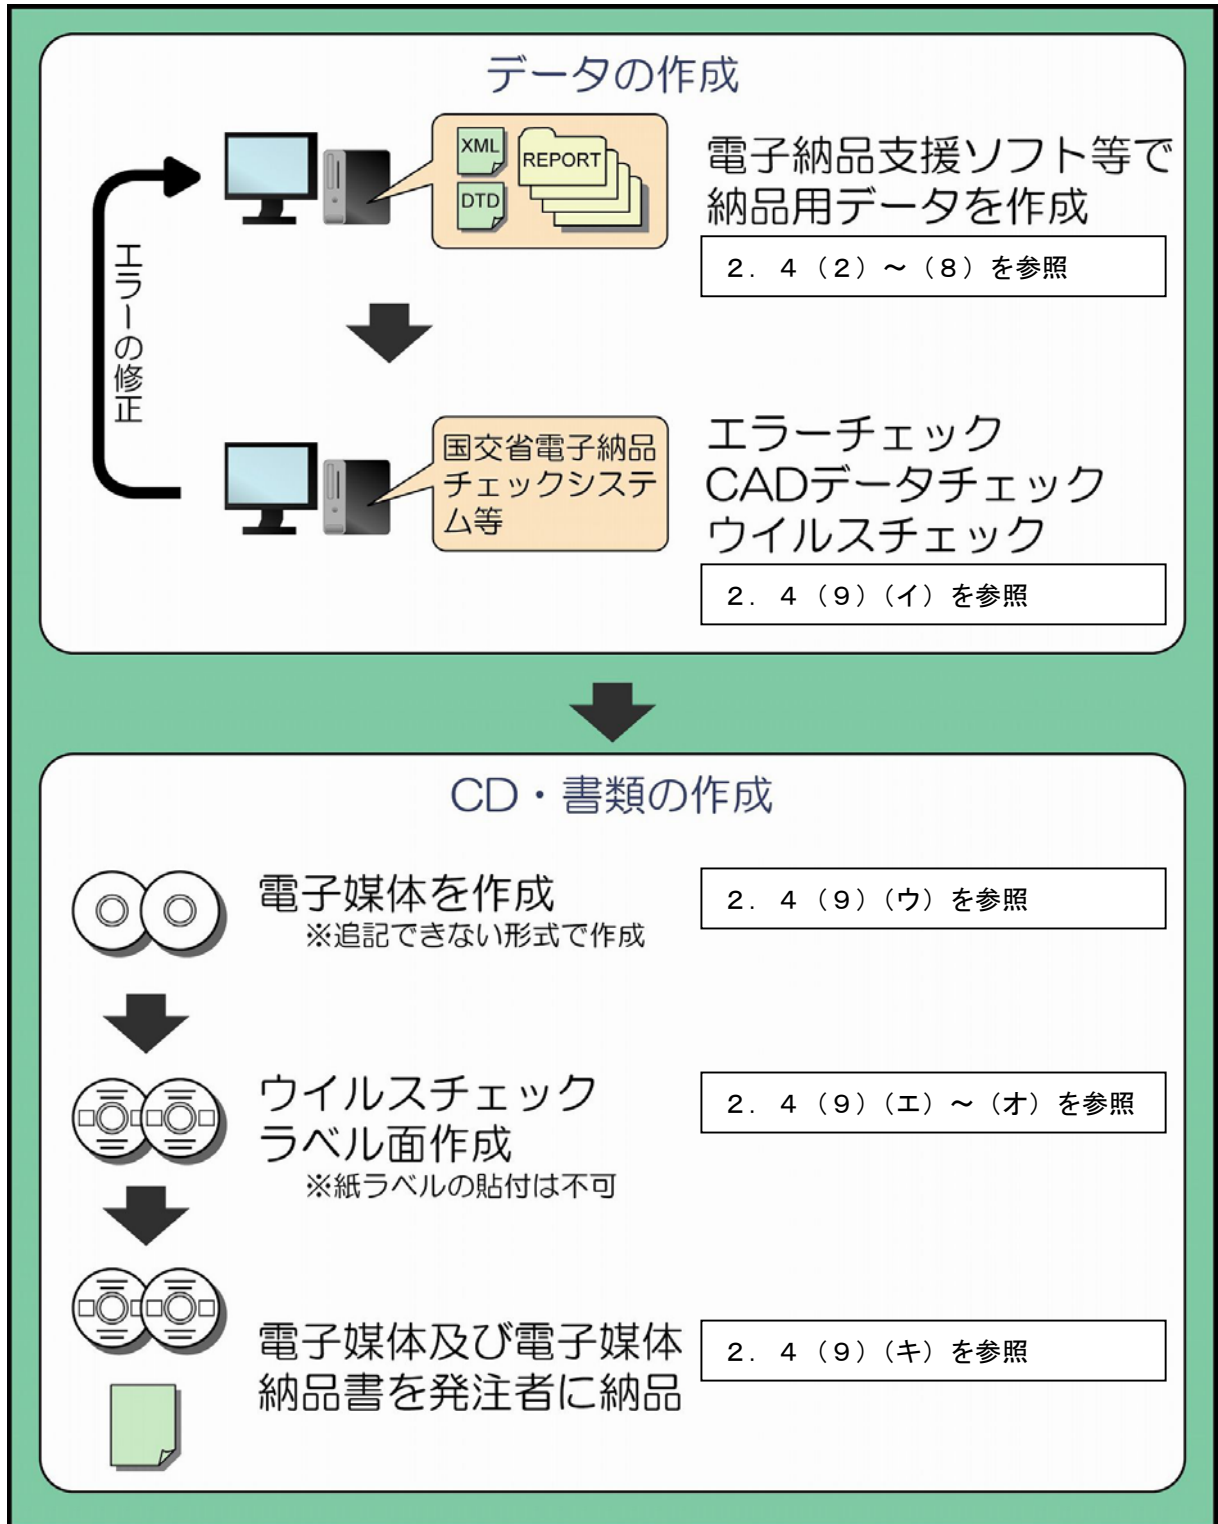 データの作成
XML
REPORT
DTD
電子納品支援ソフト等で
納品用データを作成
２．４（２）～（８）を参照
エラーの修正
国交省電子納品
チェックシステ
ム等
エラーチェック
CADデータチェック
ウイルスチェック
２．４（９）（イ）を参照
CD・書類の作成
電子媒体を作成
※追記できない形式で作成
２．４（９）（ウ）を参照
ウイルスチェック
ラベル面作成
※紙ラベルの貼付は不可
２．４（９）（エ）～（オ）を参照
電子媒体及び電子媒体
納品書を発注者に納品
２．４（９）（キ）を参照